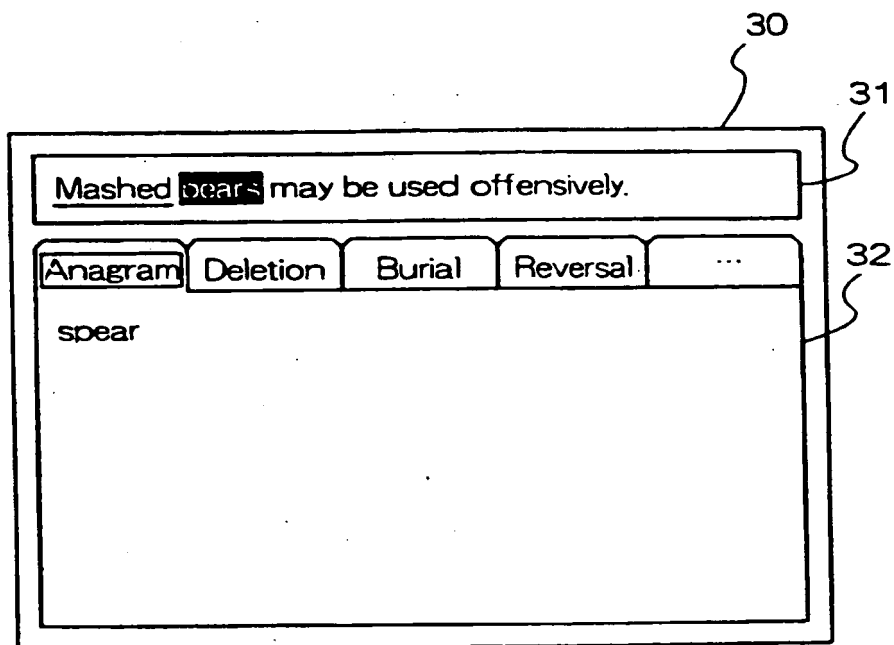 30
31
Mashed pears may be used offensively.
Anagram Deletion Burial Reversal ...
32
spear